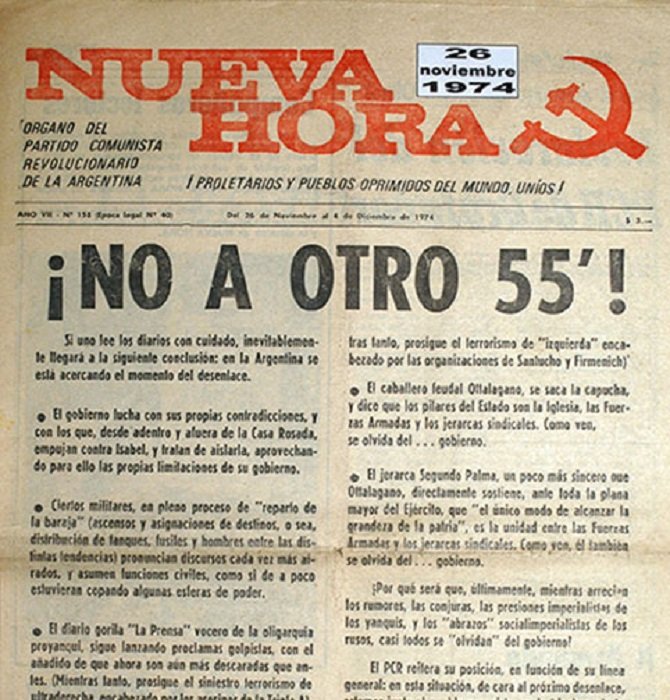 NUEVA
HORA
26
noviembre
1974
ORGANO DEL
PARTIDO COMUNISTA
REVOLUCIONARIO
DE LA ARGENTINA
¡ PROLETARIOS Y PUEBLOS OPRIMIDOS DEL MUNDO, UNIOS !
AÑO VII - Nº (Epoca legal Nº 40)
Del 26 de Noviembre al 4 de Diciembre de 1974
$ 3.—
¡NO A OTRO 55'!
Si uno lee los diarios con cuidado, inevitablemen-
te llegará a la siguiente conclusión: en la Argentina se
está acercando el momento del desenlace.
● El gobierno lucha con sus propias contradicciones, y
con los que, desde adentro y afuera de la Casa Rosada,
empujan contra Isabel, y tratan de aislarla, aprovechan-
do para ello las propias limitaciones de su gobierno.
● Ciertos militares, en pleno proceso de "reparto de
la baraja" (ascensos y asignaciones de destinos, o sea,
distribución de tanques, fusiles y hombres entre las dis-
tintas tendencias) pronuncian discursos cada vez más ai-
rados, y asumen funciones civiles, como si de a poco
estuvieran copando algunas esferas de poder.
● El diario gorila "La Prensa" vocero de la oligarquía
proyanqui, sigue lanzando proclamas golpistas, con el
añadido de que ahora son aún más descaradas que an-
tes. (Mientras tanto, prosigue el siniestro terrorismo de
ultraderecha encabezado por los asesinos de la Triple A)
tras tanto, prosigue el terrorismo de "izquierda" enca-
bezado por las organizaciones de Santucho y Firmenich)'
● El caballero feudal Ottalagano, se saca la capucha,
y dice que los pilares del Estado son la Iglesia, las Fuer-
zas Armadas y los jerarcas sindicales. Como ven,
se olvida del . . . gobierno.
● El jerarca Segundo Palma, un poco más sincero que
Ottalagano, directamente sostiene, ante toda la plana
mayor del Ejército, que "el único modo de alcanzar la
grandeza de la patria", es la unidad entre las Fuerzas
Armadas y los jerarcas sindicales. Como ven, él también
se olvida del . . . gobierno.
¿Por qué será que, últimamente, mientras arrecian
los rumores, las conjuras, las presiones imperialistas de
los yanquis, y los "abrazos" socialimperialistas de los
rusos, casi todos se "olvidan" del gobierno?
El PCR reitera su posición, en función de su línea
general: en esta situación, de cara al próximo desenlace,